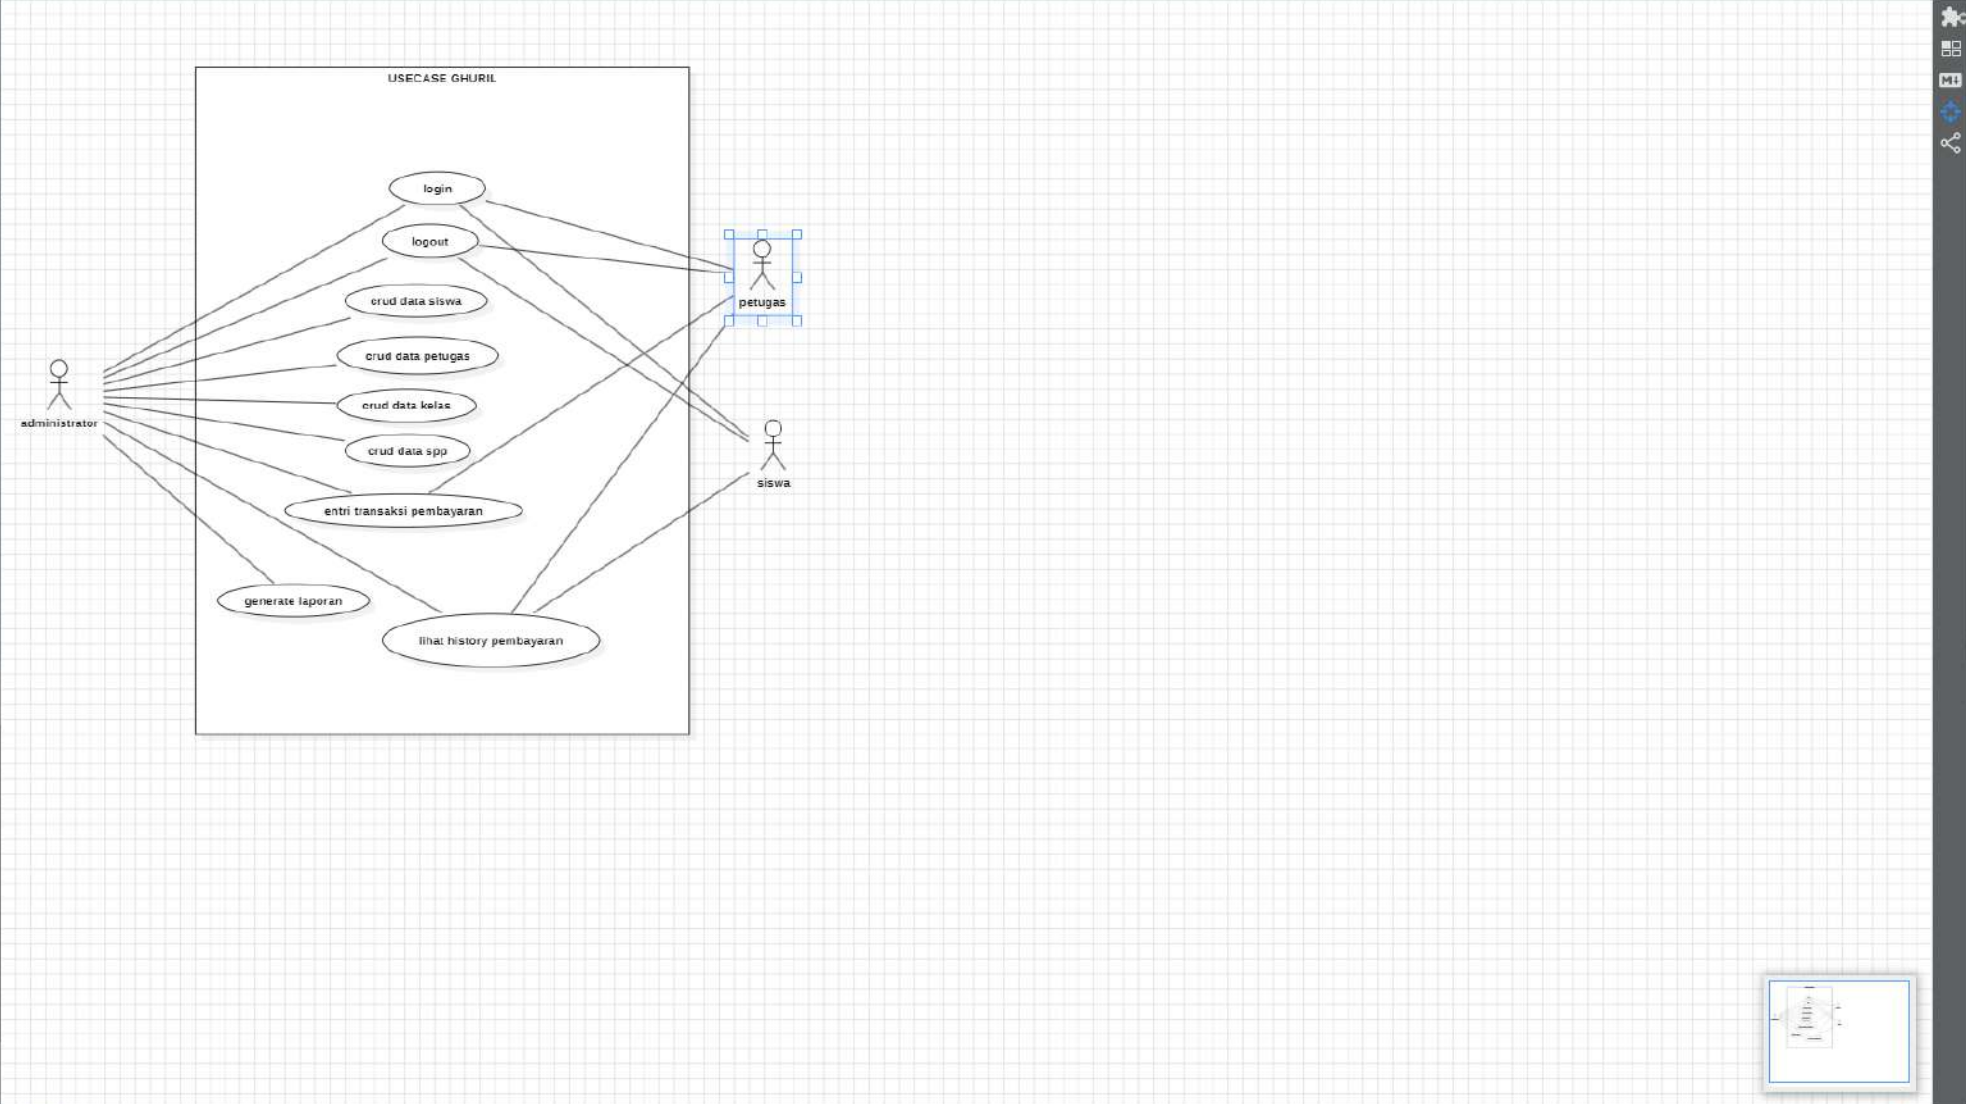 USECASE GHURIL
login
logout
crud data siswa
petugas
crud data petugas
crud data kelas
administrator
crud data spp
siswa
entri transaksi pembayaran
generate laporan
lihat history pembayaran
M